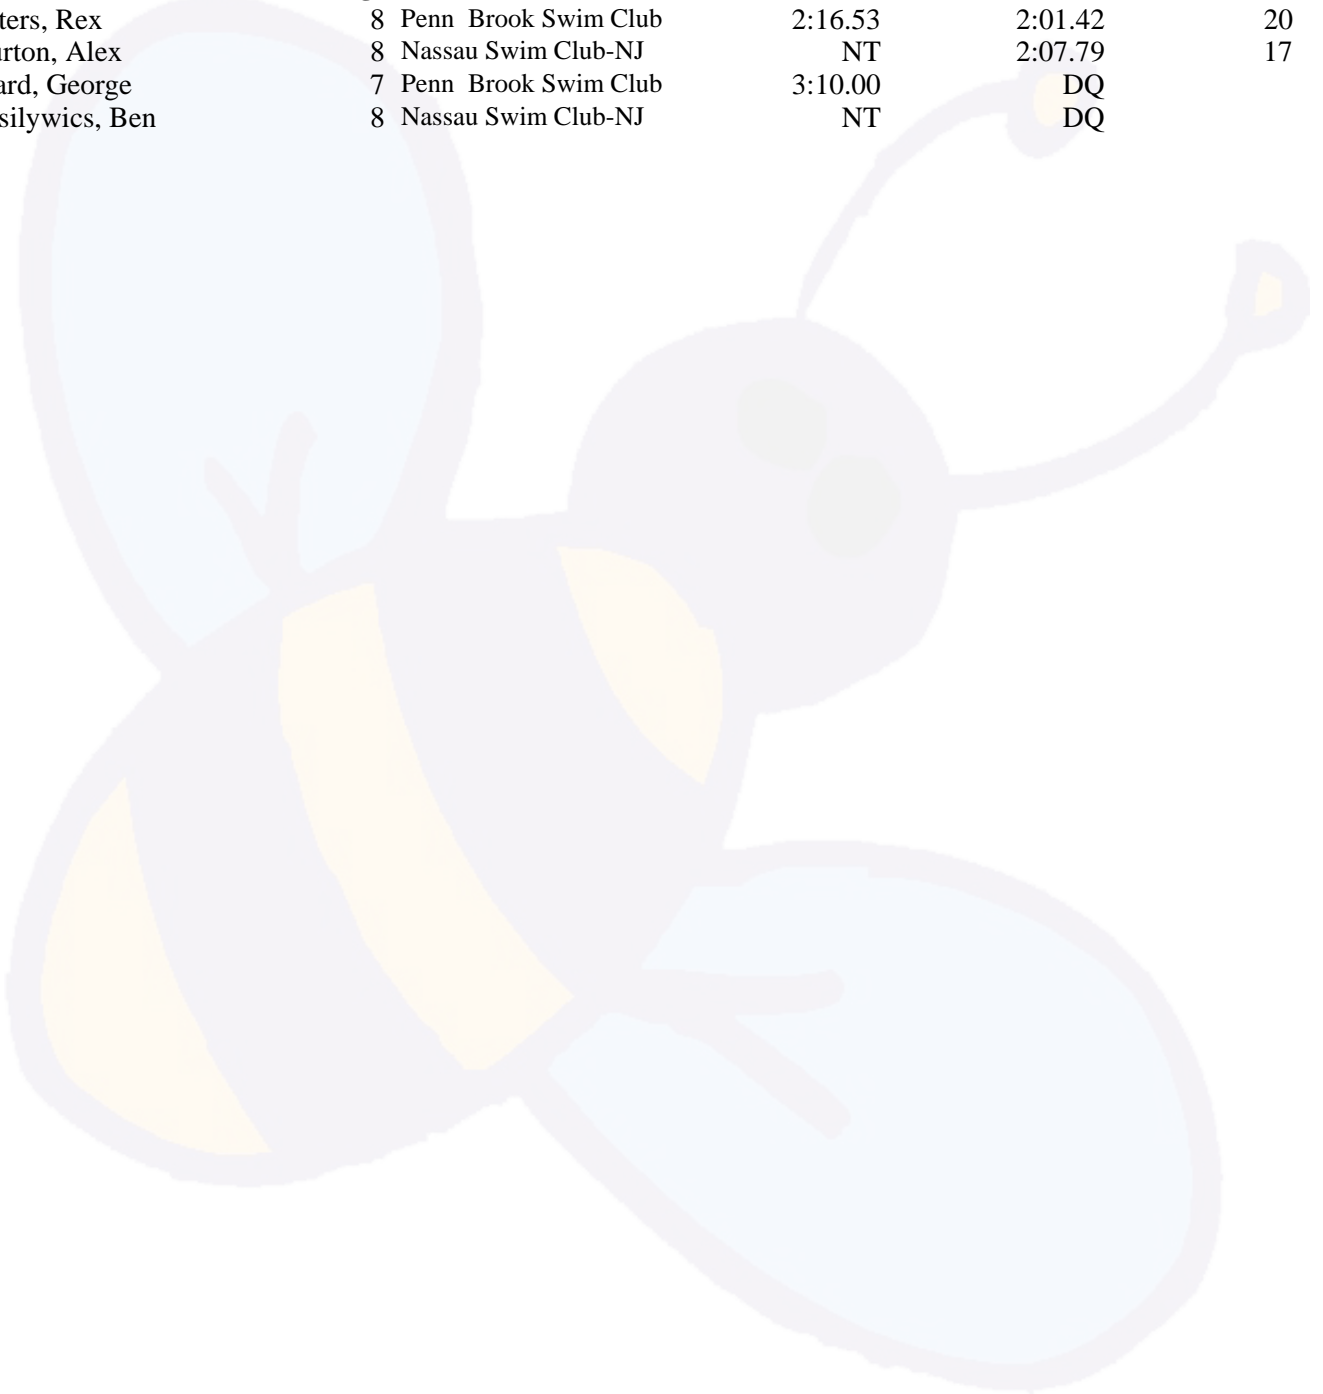 ters, Rex 8 Penn Brook Swim Club 2:16.53 2:01.42 20
rton, Alex 8 Nassau Swim Club-NJ NT 2:07.79 17
ard, George 7 Penn Brook Swim Club 3:10.00 DQ
silywics, Ben 8 Nassau Swim Club-NJ NT DQ